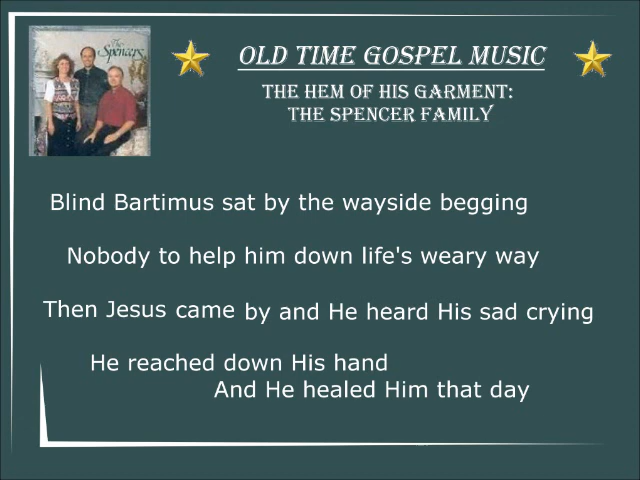 The
Spencers
OLD TIME GOSPEL MUSIC
THE HEM OF HIS GARMENT:
THE SPENCER FAMILY
Blind Bartimus sat by the wayside begging
Nobody to help him down life's weary way
Then Jesus came by and He heard His sad crying
He reached down His hand
And He healed Him that day